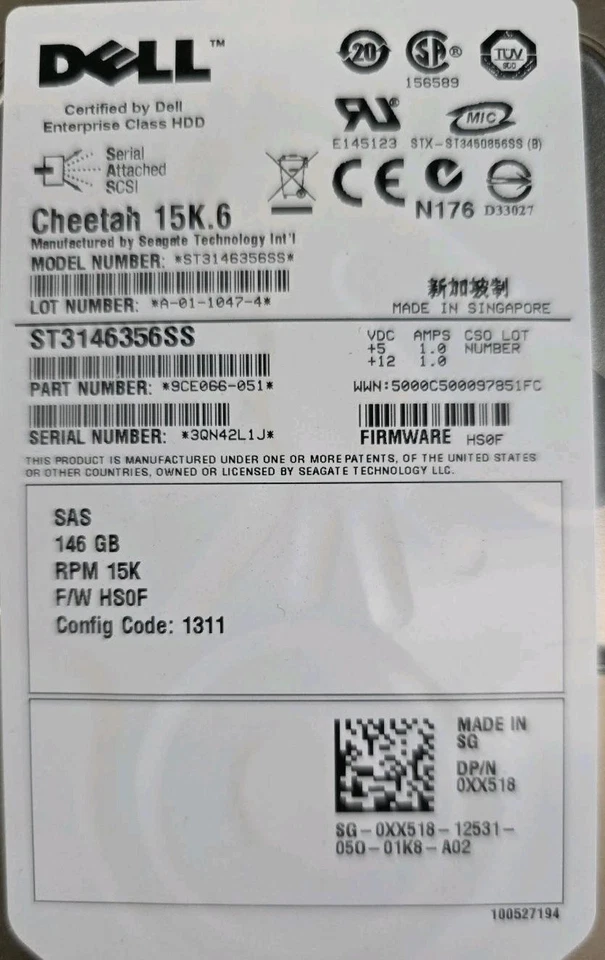 DELL™
20
SA®
TUV
SUD
156589
Certified by Dell
Enterprise Class HDD
RU®
MIC
E145123 STX-ST3450856SS (B)
Serial
Attached
SCSI
CE
N176 D33027
Cheetah 15K.6
Manufactured by Seagate Technology Int'l
MODEL NUMBER: *ST3146356SS*
LOT NUMBER: *A-01-1047-4*
新加坡制
MADE IN SINGAPORE
ST3146356SS
VDC AMPS CSO LOT
+5 1.0 NUMBER
+12 1.0
PART NUMBER: *9CE066-051*
WWN:5000C500097851FC
SERIAL NUMBER: *3QN42L1J*
FIRMWARE HS0F
THIS PRODUCT IS MANUFACTURED UNDER ONE OR MORE PATENTS, OF THE UNITED STATES
OR OTHER COUNTRIES, OWNED OR LICENSED BY SEAGATE TECHNOLOGY LLC.
SAS
146 GB
RPM 15K
F/W HS0F
Config Code: 1311
MADE IN
SG
DP/N
0XX518
SG-0XX518-12531-
050-01K8-A02
100527194